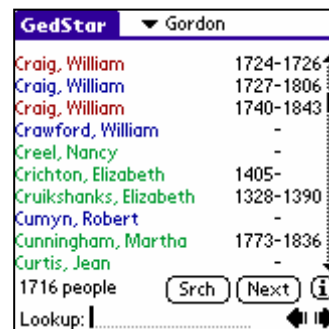 GedStar Gordon
Craig, William 1724-1726
Craig, William 1727-1806
Craig, William 1740-1843
Crawford, William -
Creel, Nancy -
Crichton, Elizabeth 1405-
Cruikshanks, Elizabeth 1328-1390
Cumyn, Robert -
Cunningham, Martha 1773-1836
Curtis, Jean -
1716 people Srch Next i
Lookup: